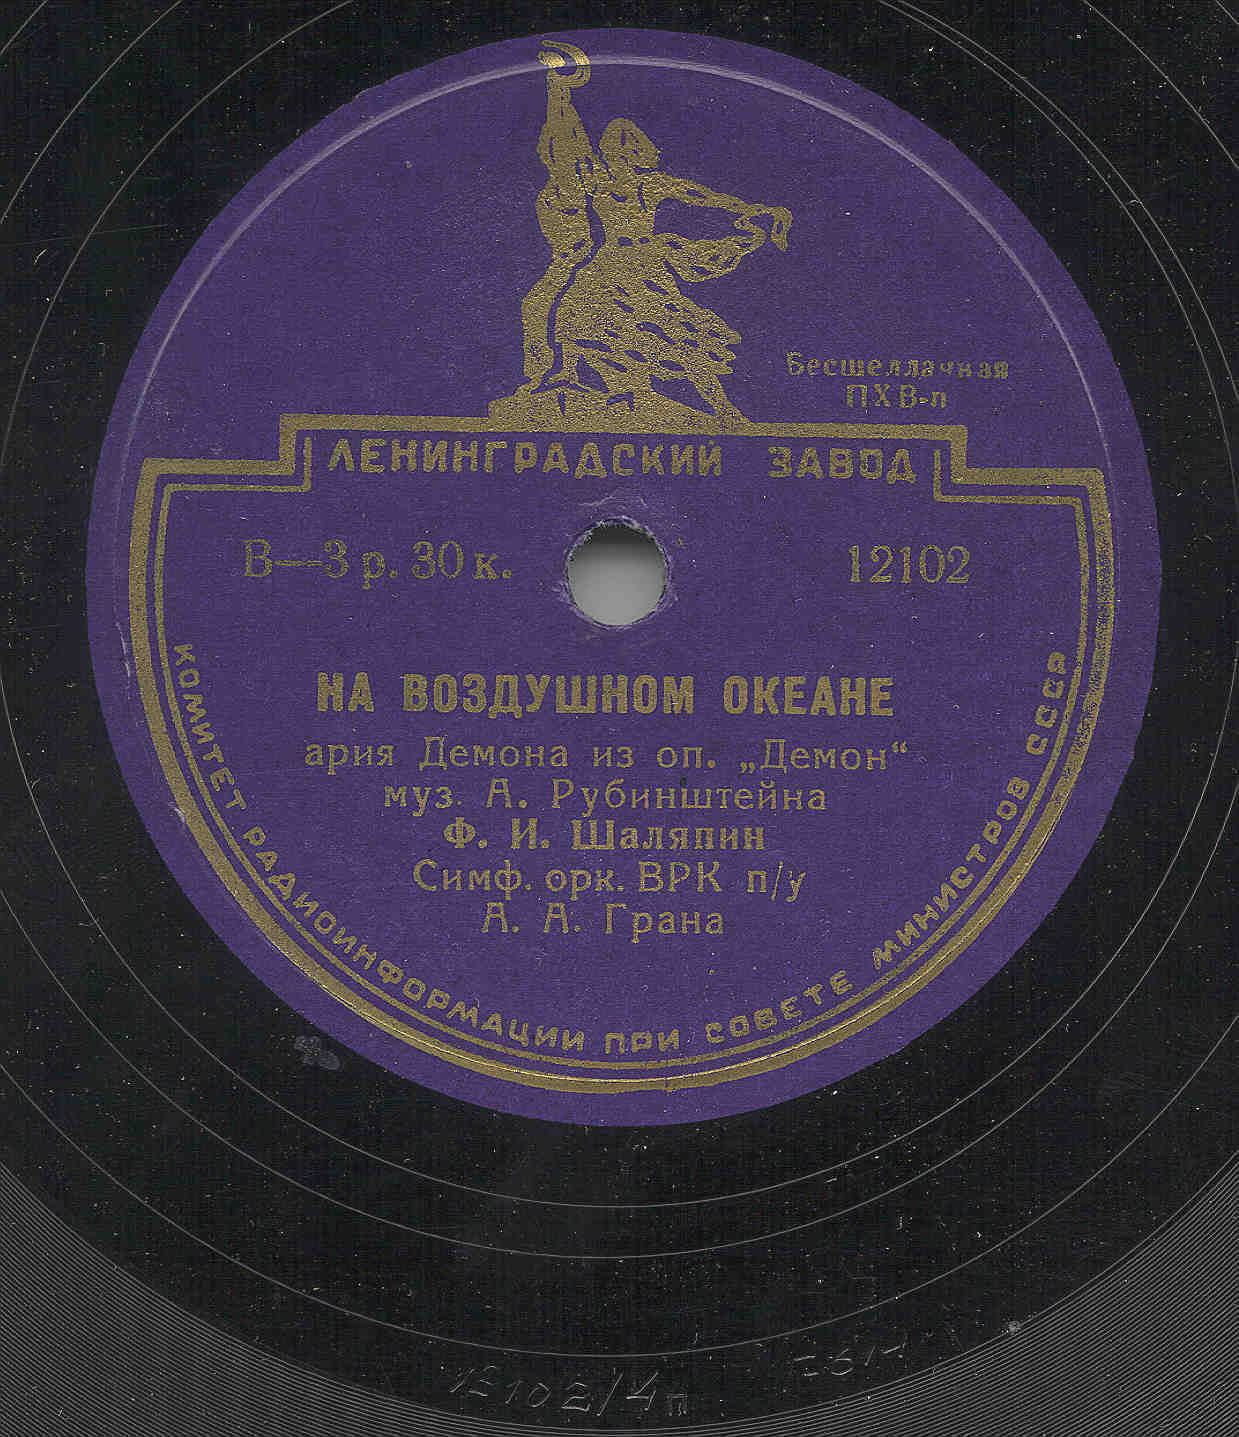 Бесшеллачная
ПХВ-п
ЛЕНИНГРАДСКИЙ ЗАВОД
В—3 р. 30 к.
12102
НА ВОЗДУШНОМ ОКЕАНЕ
ария Демона из оп. „Демон“
муз. А. Рубинштейна
Ф. И. Шаляпин
Симф. орк. ВРК п/у
А. А. Грана
КОМИТЕТ РАДИОИНФОРМАЦИИ ПРИ СОВЕТЕ МИНИСТРОВ СССР
12102/4п